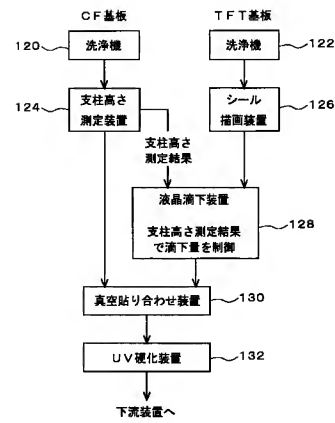 CF基板
TFT基板
120
洗浄機
洗浄機
122
124
支柱高さ
測定装置
シール
描画装置
126
支柱高さ
測定結果
液晶滴下装置
支柱高さ測定結果
で滴下量を制御
128
真空貼り合わせ装置
130
UV硬化装置
132
下流装置へ